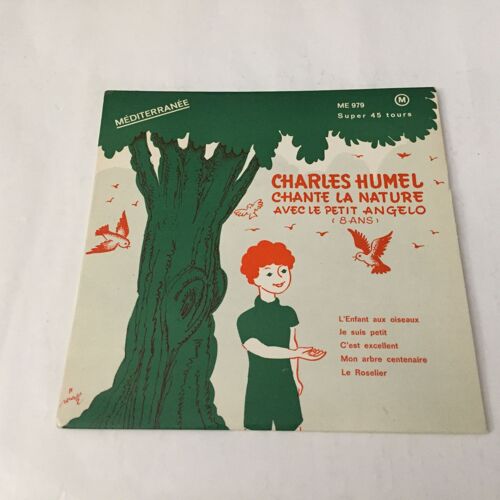 MÉDITERRANÉE
ME 979
M
Super 45 tours
CHARLES HUMEL
CHANTE LA NATURE
AVEC LE PETIT ANGELO
(8 ANS)
L'Enfant aux oiseaux
Je suis petit
C'est excellent
Mon arbre centenaire
Le Roselier